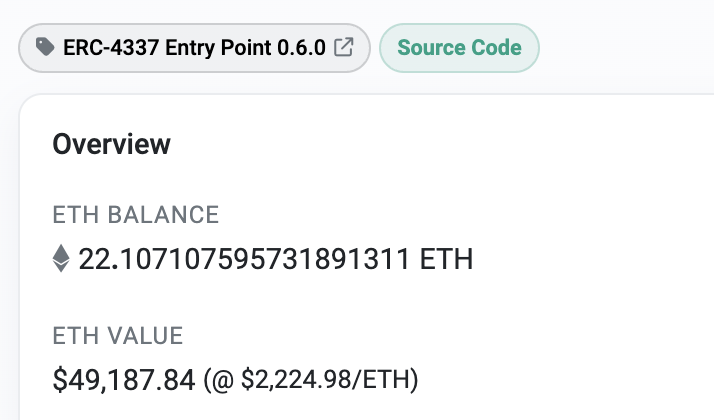 ERC-4337 Entry Point 0.6.0 Source Code
Overview
ETH BALANCE
22.107107595731891311 ETH
ETH VALUE
$49,187.84 (@ $2,224.98/ETH)